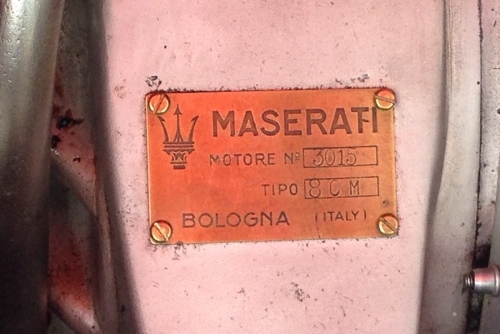 MASERATI
MOTORE Nº 3015
TIPO 8CM
BOLOGNA (ITALY)